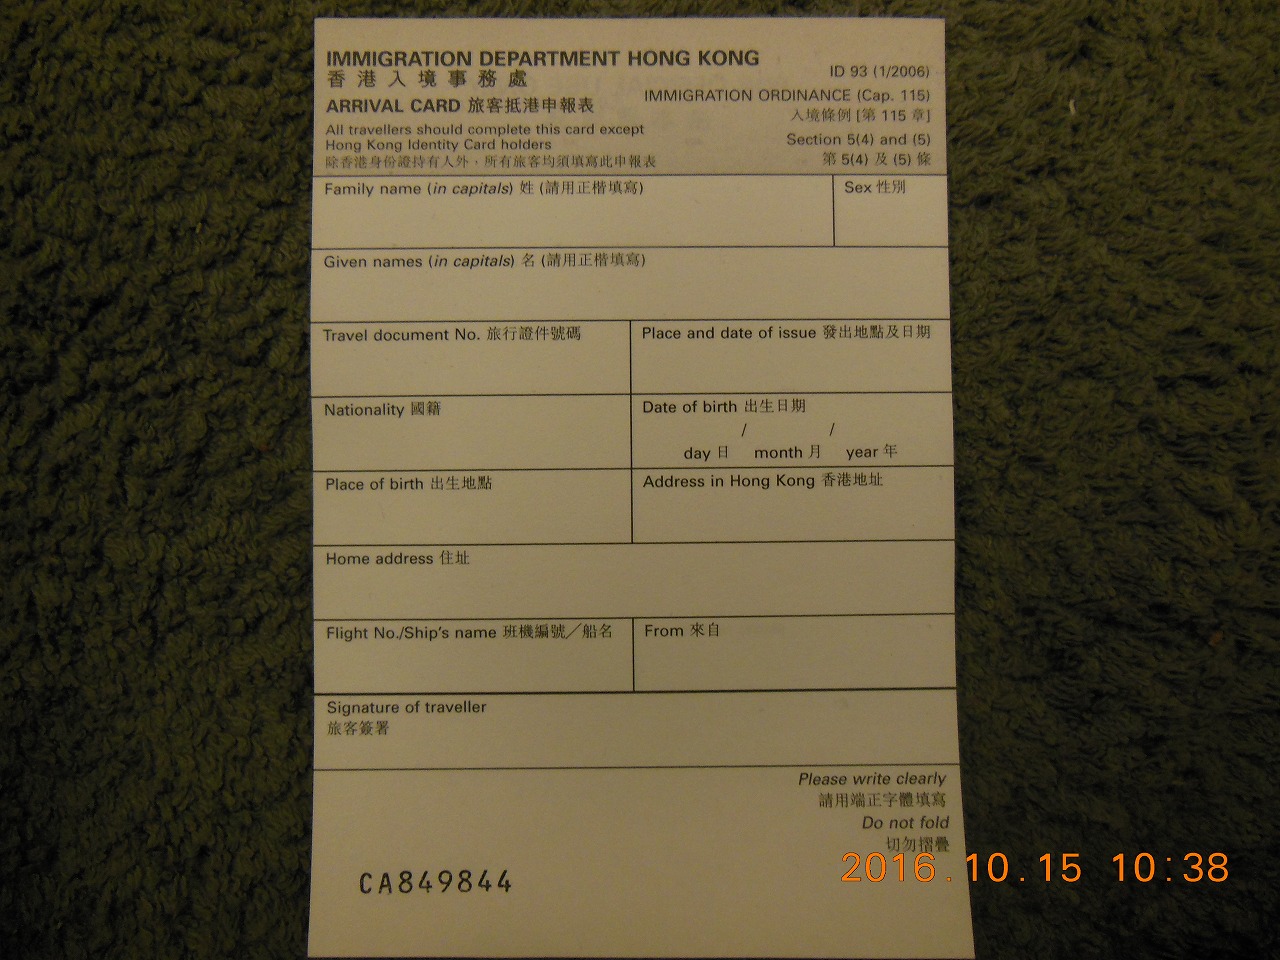 IMMIGRATION DEPARTMENT HONG KONG
香港入境事務處
ID 93 (1/2006)
ARRIVAL CARD 旅客抵港申報表
IMMIGRATION ORDINANCE (Cap. 115)
入境條例 [第 115 章]
All travellers should complete this card except
Hong Kong Identity Card holders
除香港身份證持有人外，所有旅客均須填寫此申報表
Section 5(4) and (5)
第 5(4) 及 (5) 條
Family name (in capitals) 姓 (請用正楷填寫)
Sex 性別
Given names (in capitals) 名 (請用正楷填寫)
Travel document No. 旅行證件號碼
Place and date of issue 發出地點及日期
Nationality 國籍
Date of birth 出生日期
/ /
day 日 month 月 year 年
Place of birth 出生地點
Address in Hong Kong 香港地址
Home address 住址
Flight No./Ship's name 班機編號／船名
From 來自
Signature of traveller
旅客簽署
Please write clearly
請用端正字體填寫
Do not fold
切勿摺疊
CA849844
2016.10.15 10:38